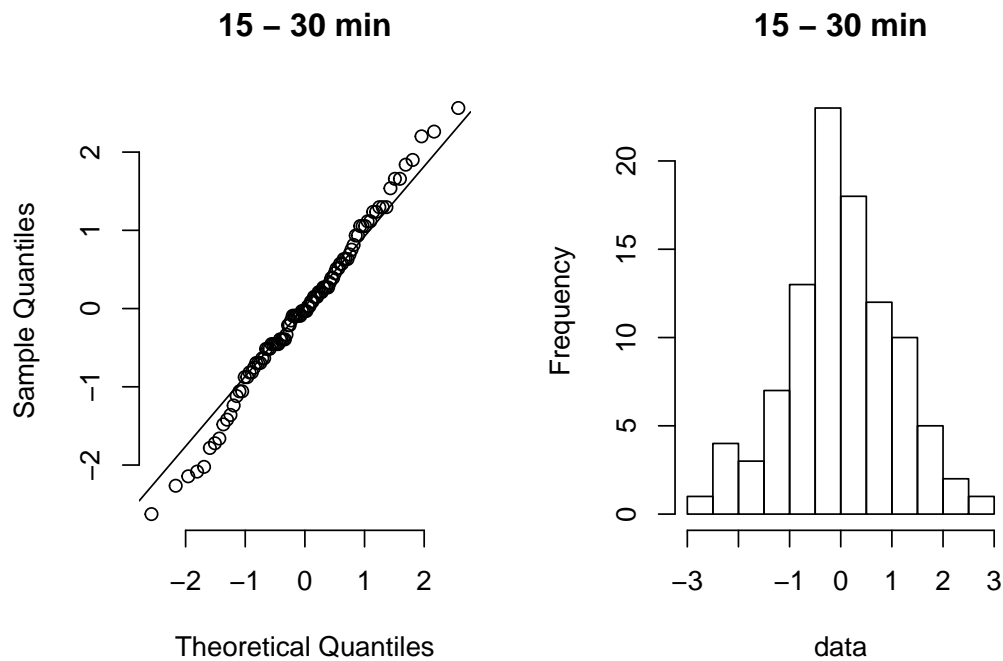 15 – 30 min
Sample Quantiles
2
1
0
−1
−2
−2 −1 0 1 2
Theoretical Quantiles
15 – 30 min
Frequency
20
15
10
5
0
−3 −1 0 1 2 3
data